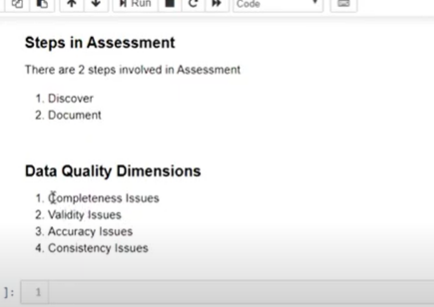 Run
Code
Steps in Assessment
There are 2 steps involved in Assessment
1. Discover
2. Document
Data Quality Dimensions
1. Completeness Issues
2. Validity Issues
3. Accuracy Issues
4. Consistency Issues
]: 1